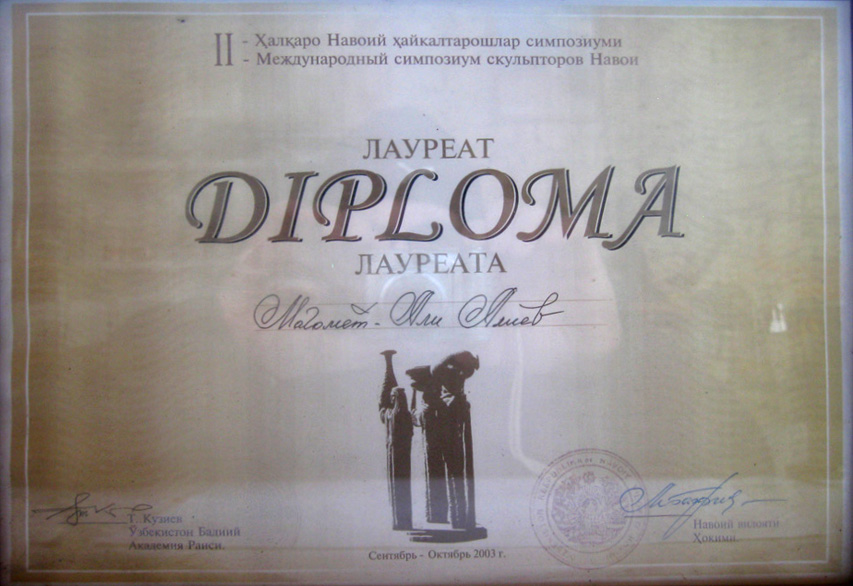 II - Ҳалқаро Навоий ҳайкалтарошлар симпозиуми
- Международный симпозиум скульпторов Навои
ЛАУРЕАТ
DIPLOMA
ЛАУРЕАТА
Магомет-Али Алиев
Т. Кузиев
Ўзбекистон Бадиий
Академия Раиси.
Навоий вилояти
Ҳокими
Сентябрь - Октябрь 2003 г.